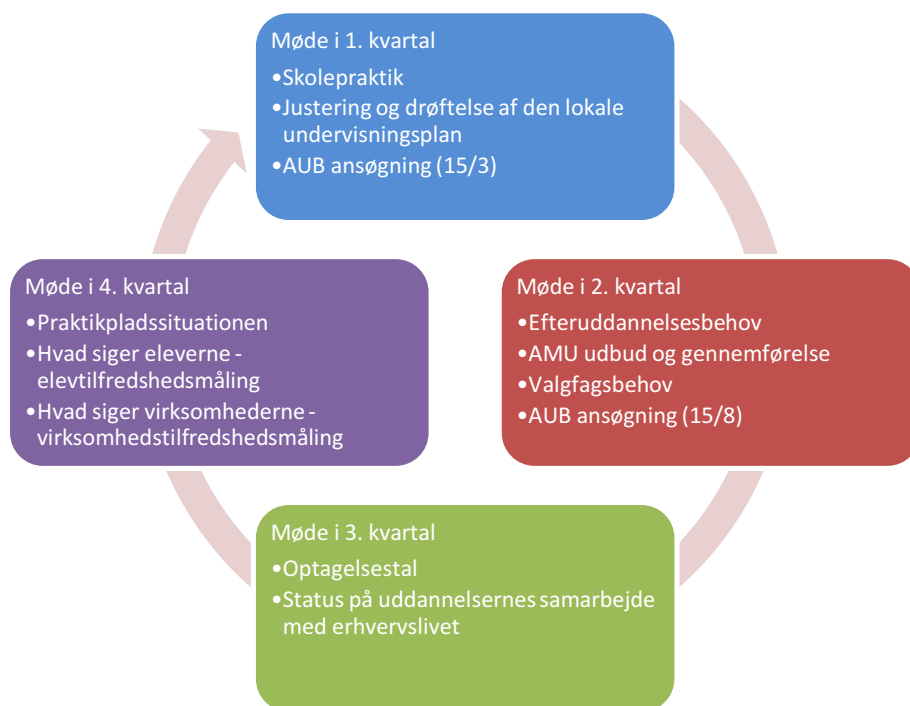 Møde i 1. kvartal
•Skolepraktik
•Justering og drøftelse af den lokale
undervisningsplan
•AUB ansøgning (15/3)
Møde i 2. kvartal
•Efteruddannelsesbehov
•AMU udbud og gennemførelse
•Valgfagsbehov
•AUB ansøgning (15/8)
Møde i 3. kvartal
•Optagelsestal
•Status på uddannelsernes samarbejde
med erhvervslivet
Møde i 4. kvartal
•Praktikpladssituationen
•Hvad siger eleverne -
elevtilfredshedsmåling
•Hvad siger virksomhederne -
virksomhedstilfredshedsmåling